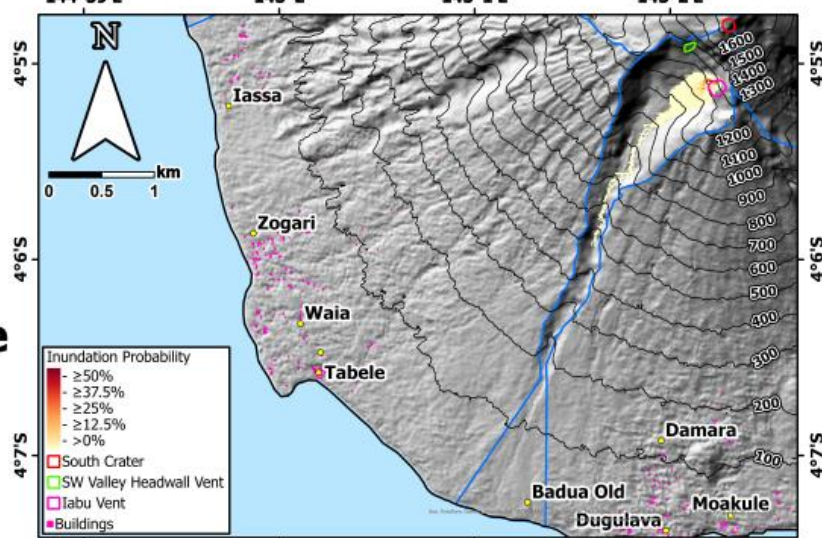 4°5'S
N
Iassa
0 0.5 1 km
1600
1500
1400
1300
1200
1100
1000
900
800
700
600
500
400
300
200
100
4°6'S
Zogari
Waia
Tabele
e
Inundation Probability
- ≥50%
- ≥37.5%
- ≥25%
- ≥12.5%
- >0%
South Crater
SW Valley Headwall Vent
Iabu Vent
Buildings
4°7'S
Damara
Badua Old
Moakule
Dugulava
4°5'S
4°6'S
4°7'S